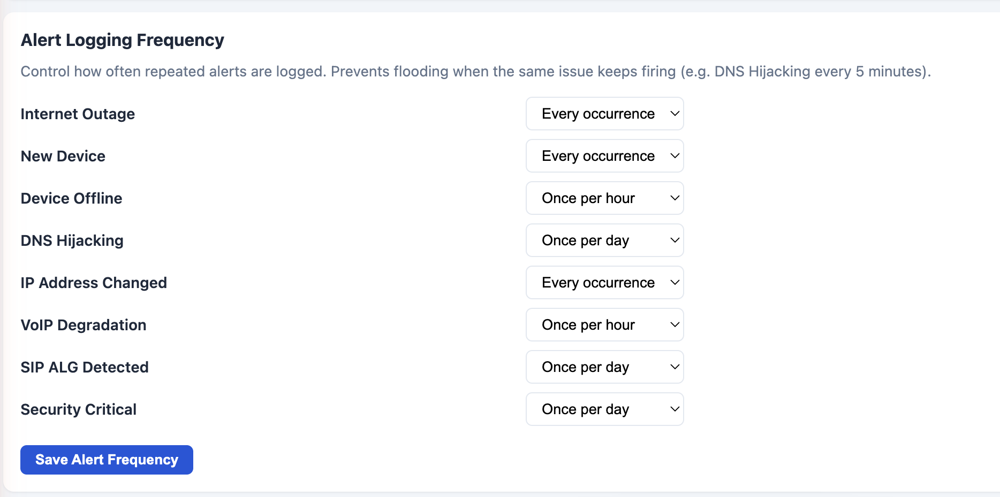 Alert Logging Frequency
Control how often repeated alerts are logged. Prevents flooding when the same issue keeps firing (e.g. DNS Hijacking every 5 minutes).
Internet Outage Every occurrence
New Device Every occurrence
Device Offline Once per hour
DNS Hijacking Once per day
IP Address Changed Every occurrence
VoIP Degradation Once per hour
SIP ALG Detected Once per day
Security Critical Once per day
Save Alert Frequency